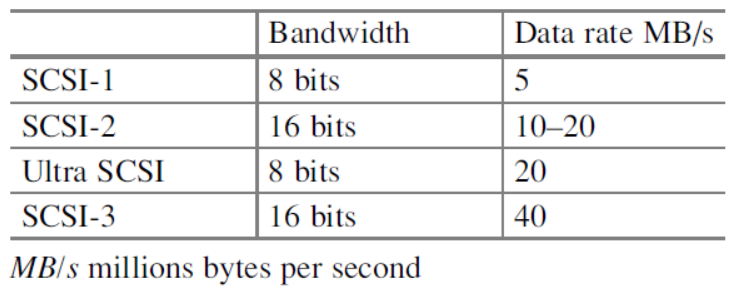 Bandwidth Data rate MB/s
SCSI-1 8 bits 5
SCSI-2 16 bits 10–20
Ultra SCSI 8 bits 20
SCSI-3 16 bits 40
MB/s millions bytes per second